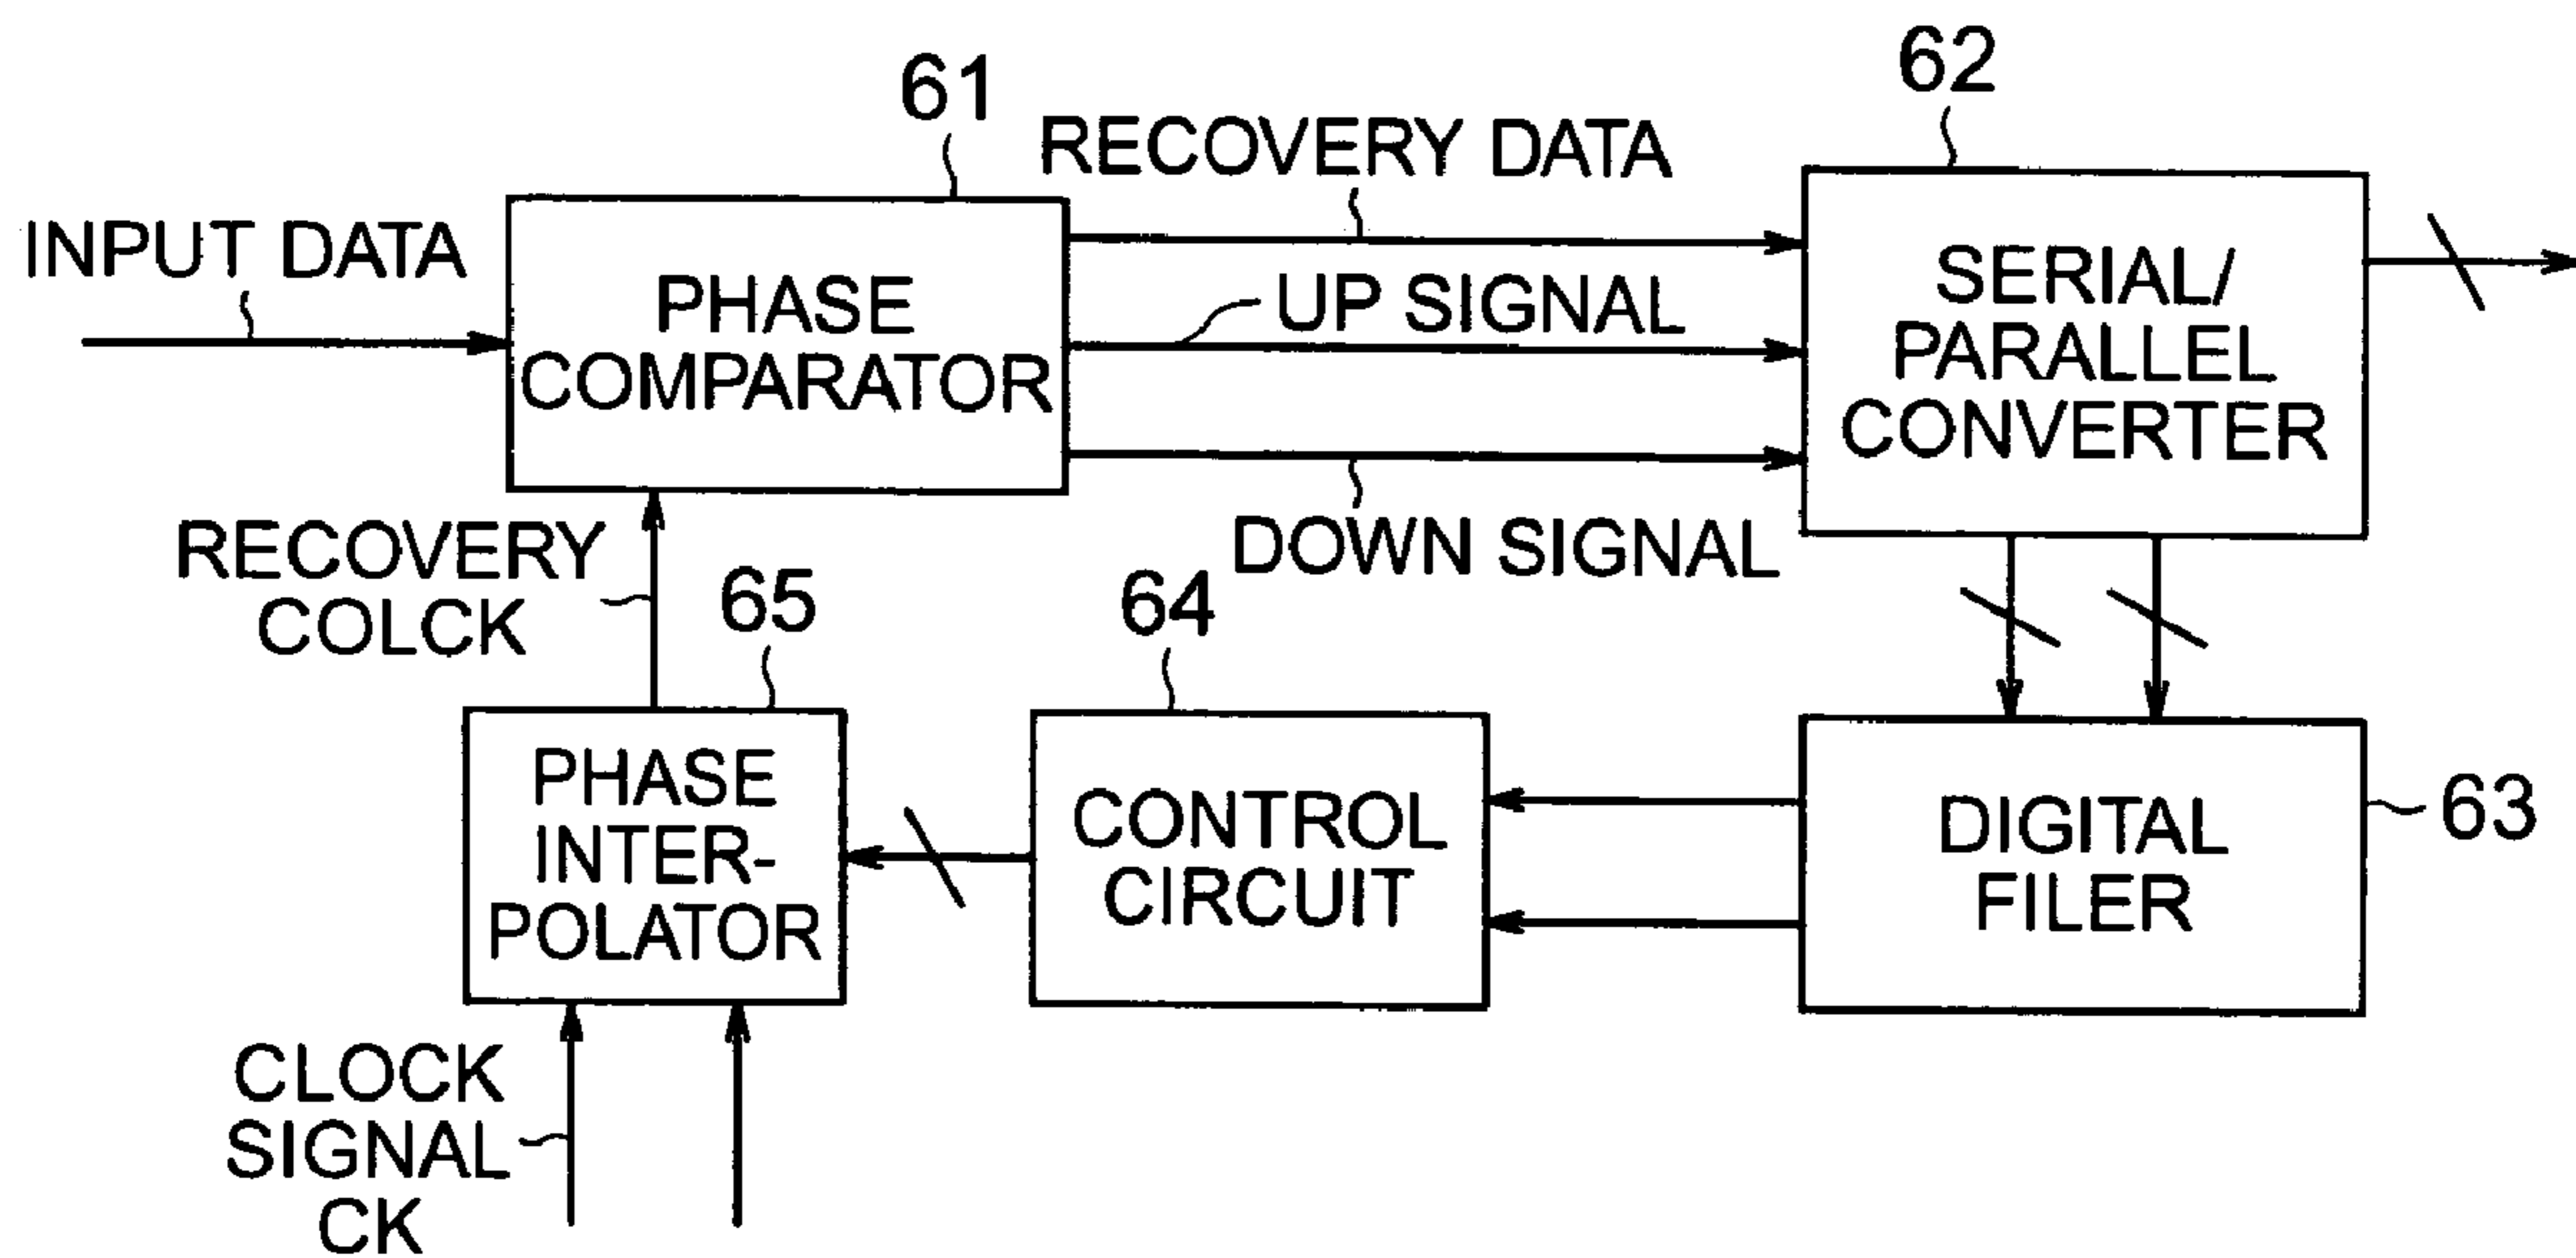 61
62
RECOVERY DATA
INPUT DATA
PHASE
COMPARATOR
UP SIGNAL
SERIAL/
PARALLEL
CONVERTER
DOWN SIGNAL
RECOVERY
COLCK
65
64
PHASE
INTER-
POLATOR
CONTROL
CIRCUIT
DIGITAL
FILER
63
CLOCK
SIGNAL
CK